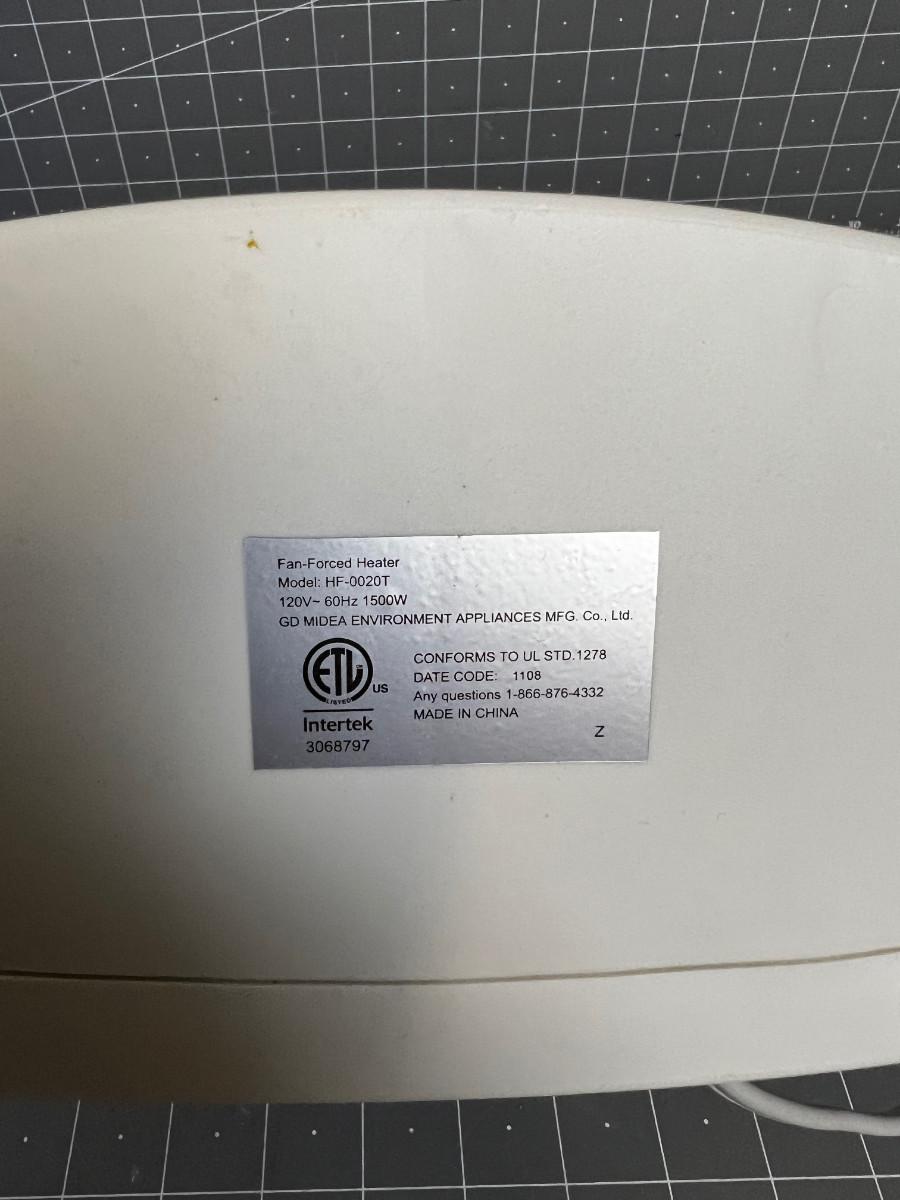 Fan-Forced Heater
Model: HF-0020T
120V~ 60Hz 1500W
GD MIDEA ENVIRONMENT APPLIANCES MFG. Co., Ltd.
ETL
CM
LISTED
US
Intertek
3068797
CONFORMS TO UL STD.1278
DATE CODE: 1108
Any questions 1-866-876-4332
MADE IN CHINA
Z